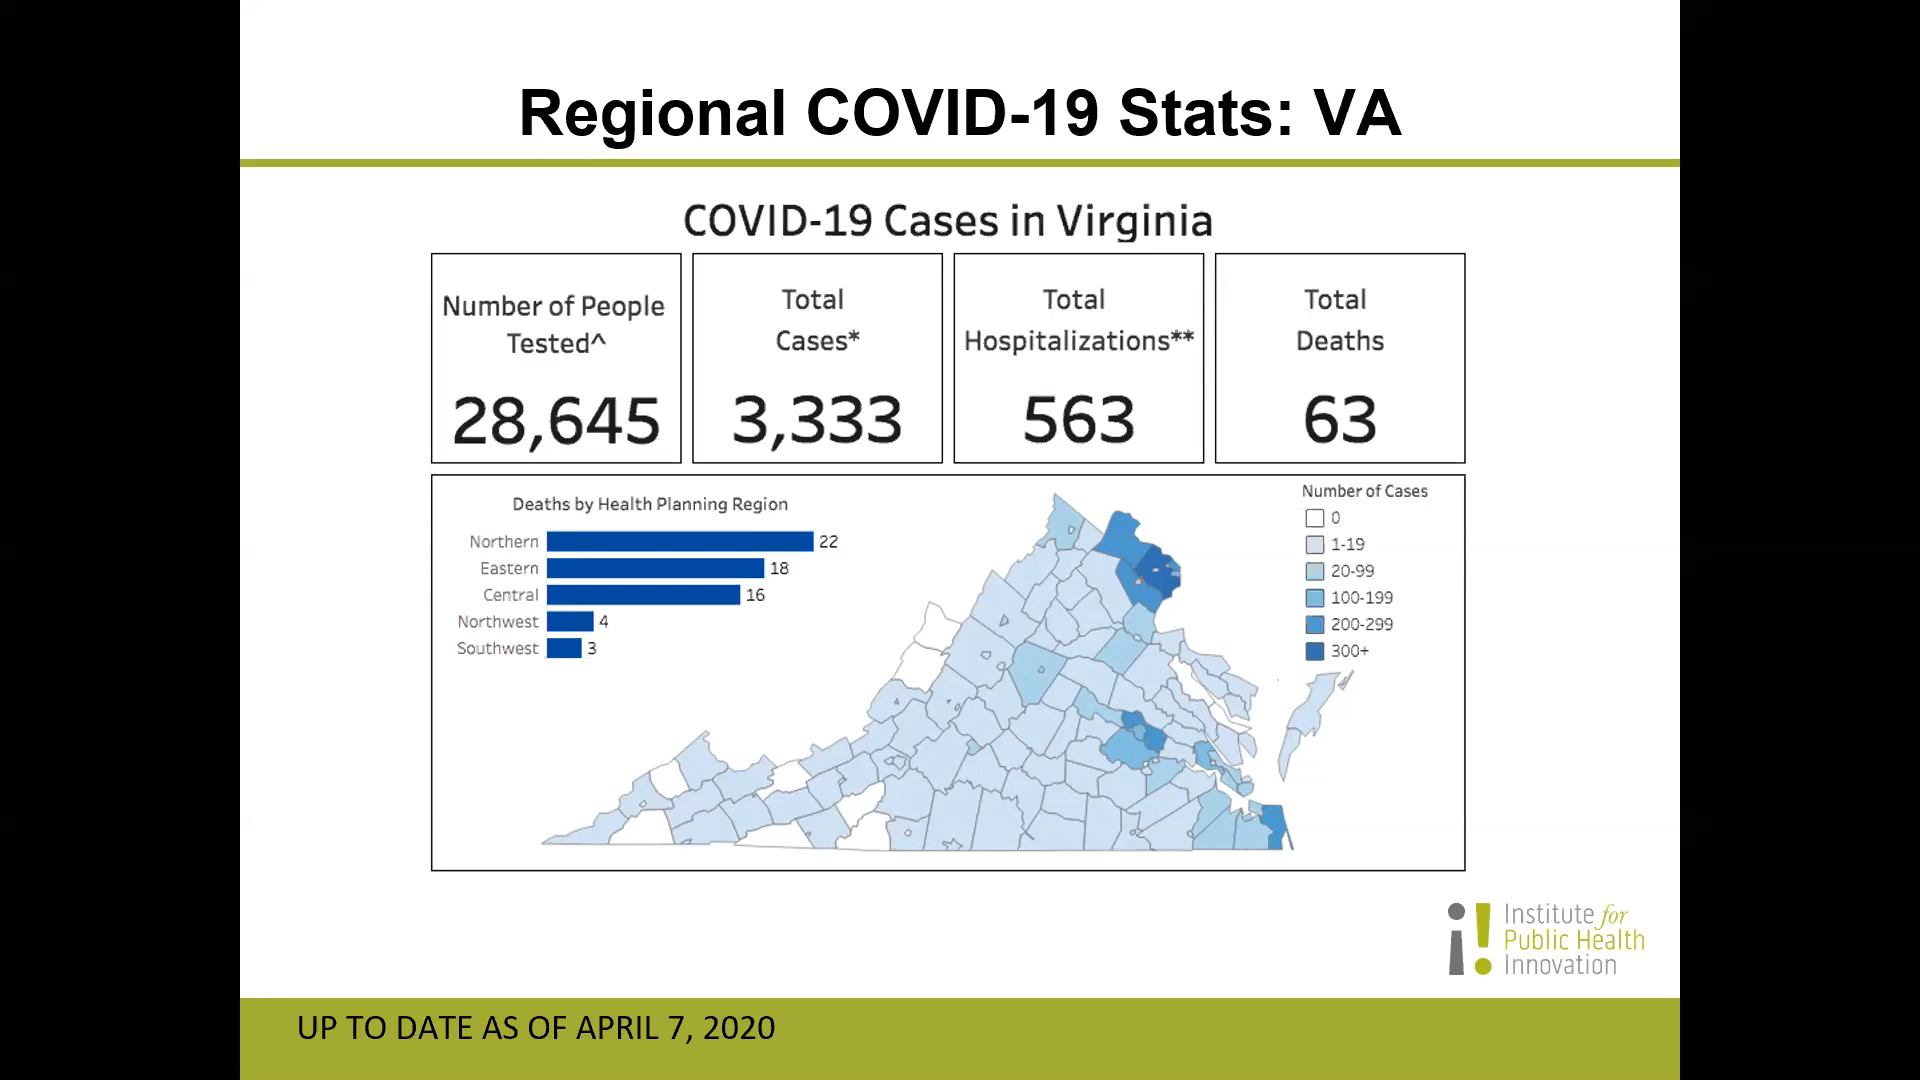 Regional COVID-19 Stats: VA
COVID-19 Cases in Virginia
Number of People
Tested^
28,645
Total
Cases*
3,333
Total
Hospitalizations**
563
Total
Deaths
63
Deaths by Health Planning Region
Northern 22
Eastern 18
Central 16
Northwest 4
Southwest 3
Number of Cases
0
1-19
20-99
100-199
200-299
300+
Institute for
Public Health
Innovation
UP TO DATE AS OF APRIL 7, 2020